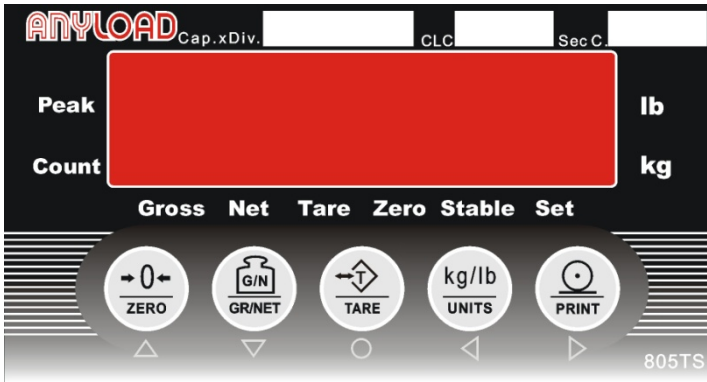 ANYLOAD Cap.xDiv. CLC Sec C.
Peak lb
Count kg
Gross Net Tare Zero Stable Set
→0← G/N T kg/lb
ZERO GR/NET TARE UNITS PRINT
805TS